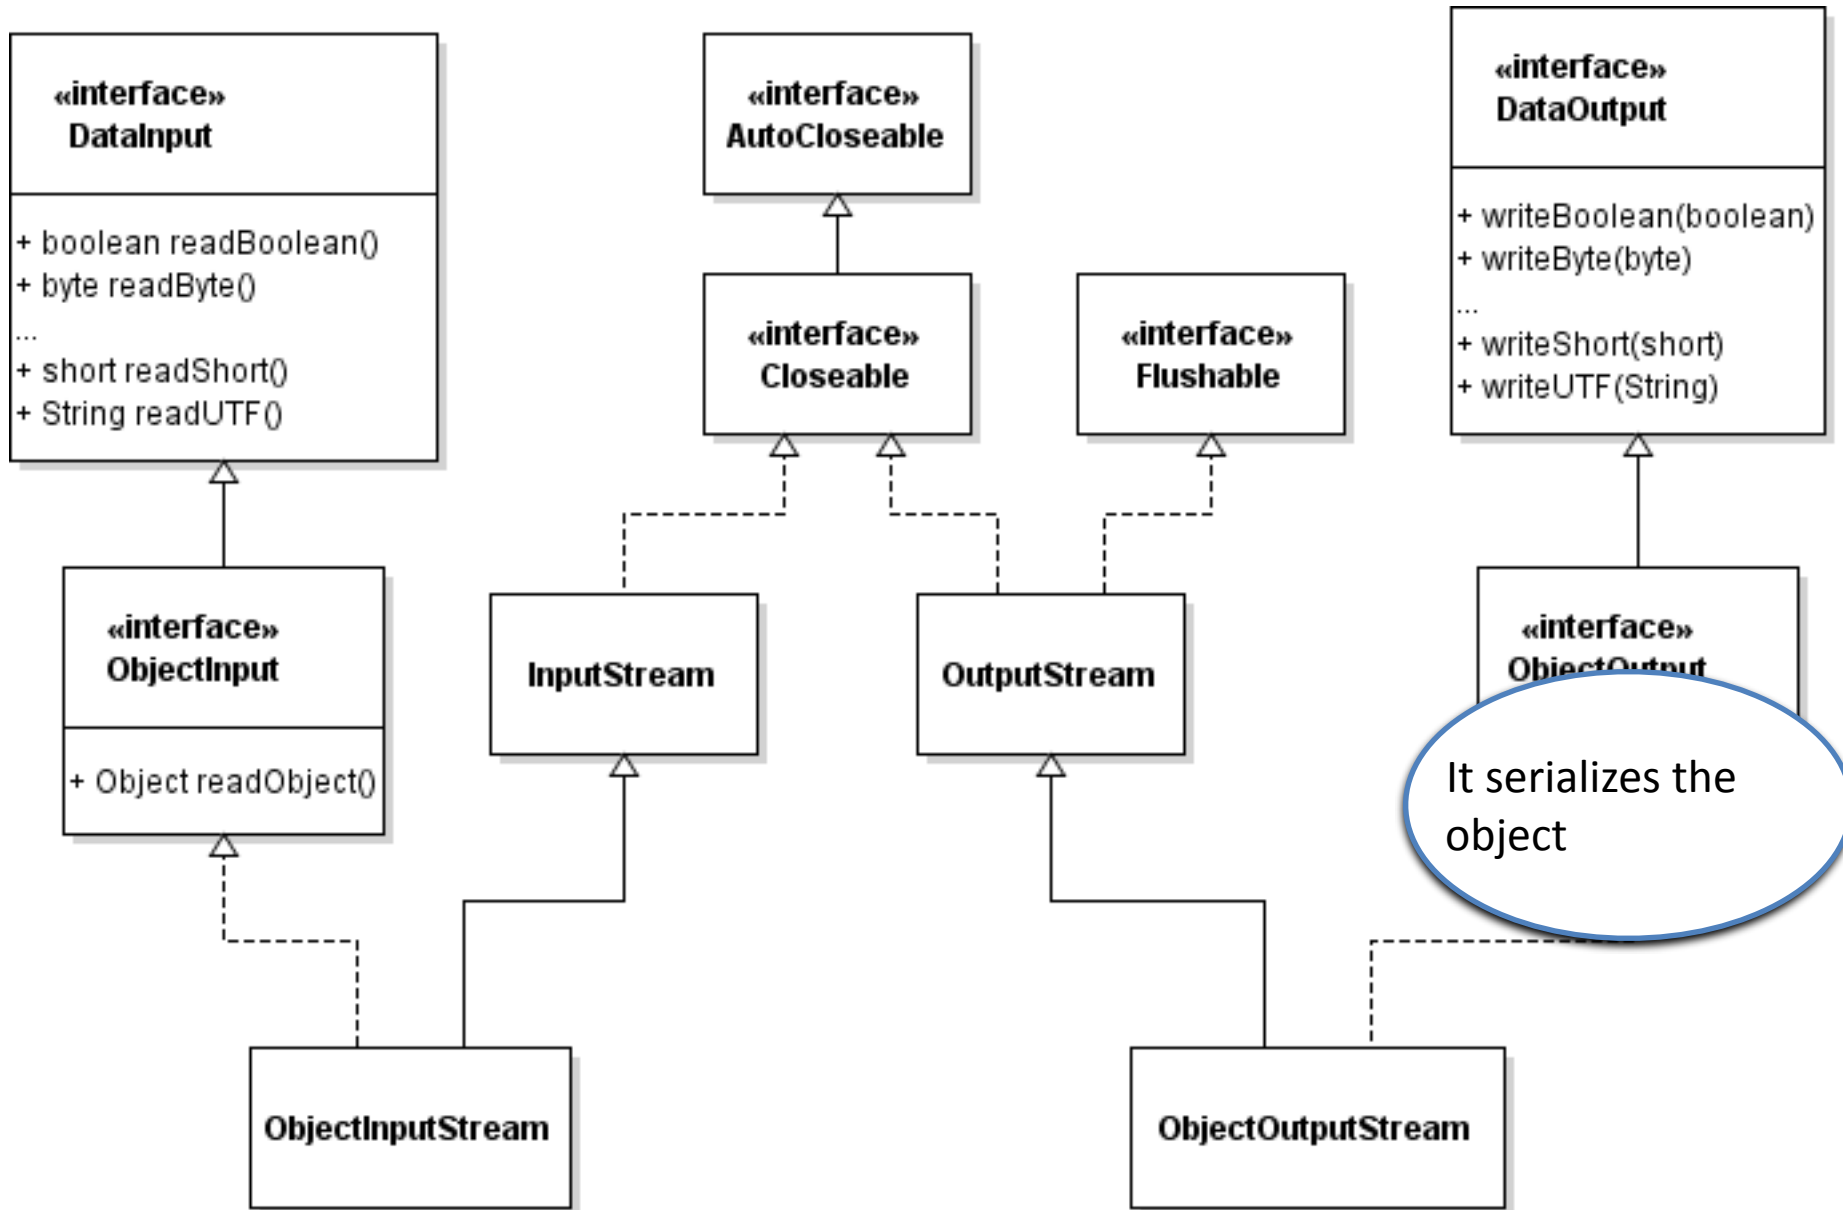 «interface»
DataInput
+ boolean readBoolean()
+ byte readByte()
...
+ short readShort()
+ String readUTF()
«interface»
AutoCloseable
«interface»
DataOutput
+ writeBoolean(boolean)
+ writeByte(byte)
...
+ writeShort(short)
+ writeUTF(String)
«interface»
Closeable
«interface»
Flushable
«interface»
ObjectInput
+ Object readObject()
InputStream
OutputStream
«interface»
ObjectOutput
It serializes the
object
ObjectInputStream
ObjectOutputStream